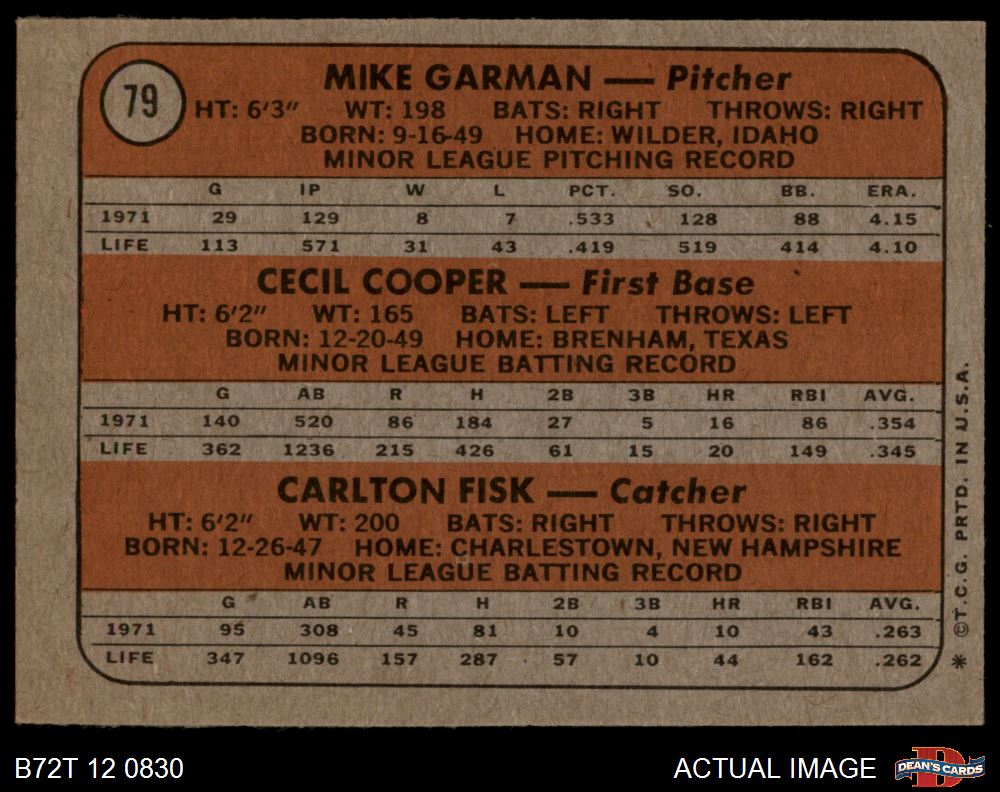 79
MIKE GARMAN — Pitcher
HT: 6'3" WT: 198 BATS: RIGHT THROWS: RIGHT
BORN: 9-16-49 HOME: WILDER, IDAHO
MINOR LEAGUE PITCHING RECORD
G IP W L PCT. SO. BB. ERA.
1971 29 129 8 7 .533 128 88 4.15
LIFE 113 571 31 43 .419 519 414 4.10
CECIL COOPER — First Base
HT: 6'2" WT: 165 BATS: LEFT THROWS: LEFT
BORN: 12-20-49 HOME: BRENHAM, TEXAS
MINOR LEAGUE BATTING RECORD
G AB R H 2B 3B HR RBI AVG.
1971 140 520 86 184 27 5 16 86 .354
LIFE 362 1236 215 426 61 15 20 149 .345
CARLTON FISK — Catcher
HT: 6'2" WT: 200 BATS: RIGHT THROWS: RIGHT
BORN: 12-26-47 HOME: CHARLESTOWN, NEW HAMPSHIRE
MINOR LEAGUE BATTING RECORD
G AB R H 2B 3B HR RBI AVG.
1971 95 308 45 81 10 4 10 43 .263
LIFE 347 1096 157 287 57 10 44 162 .262
* ©T.C.G. PRTD. IN U.S.A.
B72T 12 0830
ACTUAL IMAGE
D
DEAN'S CARDS